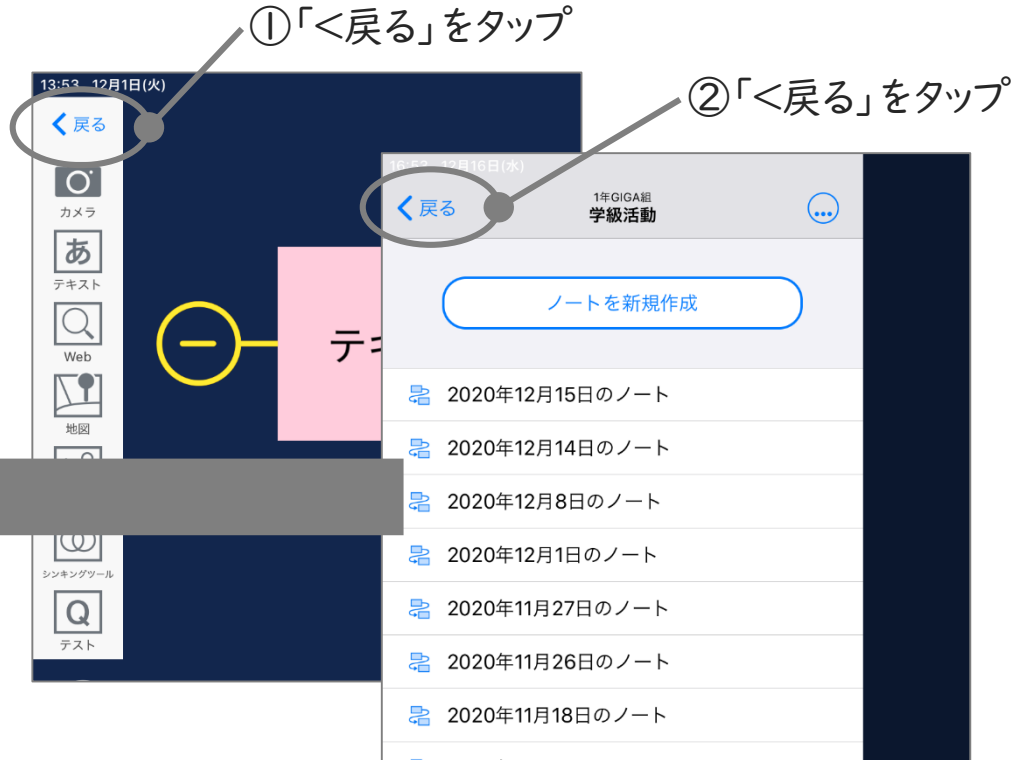 ①「＜戻る」をタップ
②「＜戻る」をタップ
13:53 12月1日(火)
戻る
カメラ
あ
テキスト
Web
地図
シンキングツール
Q
テスト
テキ
16:53 12月16日(水)
戻る
1年GIGA組
学級活動
ノートを新規作成
2020年12月15日のノート
2020年12月14日のノート
2020年12月8日のノート
2020年12月1日のノート
2020年11月27日のノート
2020年11月26日のノート
2020年11月18日のノート